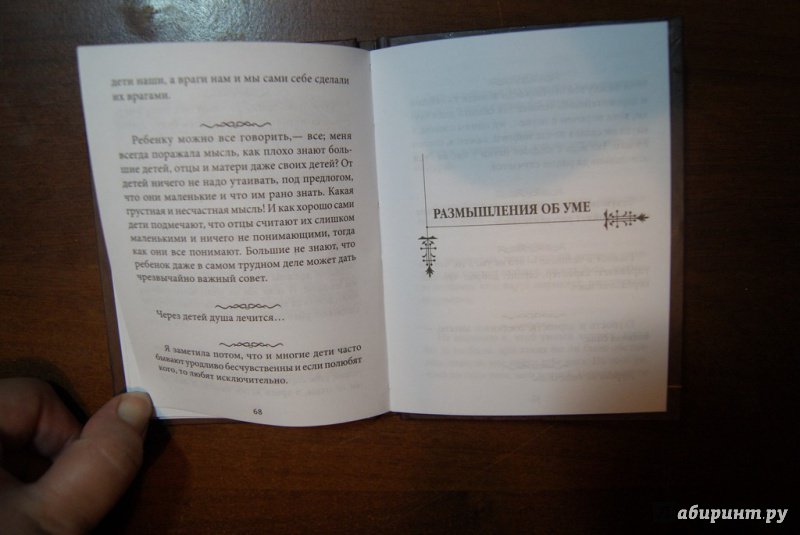 дети наши, а враги нам и мы сами себе сделали
их врагами.
Ребенку можно все говорить,— все; меня
всегда поражала мысль, как плохо знают боль-
шие детей, отцы и матери даже своих детей? От
детей ничего не надо утаивать, под предлогом,
что они маленькие и что им рано знать. Какая
грустная и несчастная мысль! И как хорошо сами
дети подмечают, что отцы считают их слишком
маленькими и ничего не понимающими, тогда
как они все понимают. Большие не знают, что
ребенок даже в самом трудном деле может дать
чрезвычайно важный совет.
Через детей душа лечится…
Я заметила потом, что и многие дети часто
бывают уродливо бесчувственны и если полюбят
кого, то любят исключительно.
68
РАЗМЫШЛЕНИЯ ОБ УМЕ
абиринт.ру